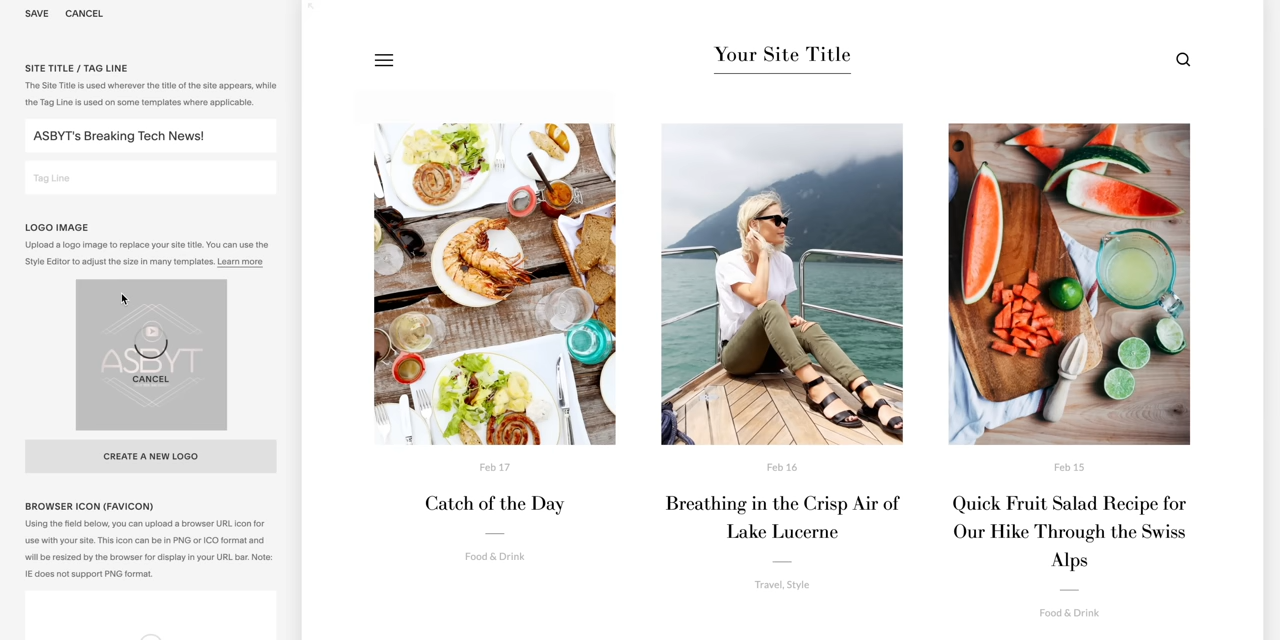 SAVE CANCEL
SITE TITLE / TAG LINE
The Site Title is used wherever the title of the site appears, while
the Tag Line is used on some templates where applicable.
ASBYT's Breaking Tech News!
Tag Line
LOGO IMAGE
Upload a logo image to replace your site title. You can use the
Style Editor to adjust the size in many templates. Learn more
ASBYT
CANCEL
CREATE A NEW LOGO
BROWSER ICON (FAVICON)
Using the field below, you can upload a browser URL icon for
use with your site. This icon can be in PNG or ICO format and
will be resized by the browser for display in your URL bar. Note:
IE does not support PNG format.
Your Site Title
Feb 17
Catch of the Day
Food & Drink
Feb 16
Breathing in the Crisp Air of
Lake Lucerne
Travel, Style
Feb 15
Quick Fruit Salad Recipe for
Our Hike Through the Swiss
Alps
Food & Drink